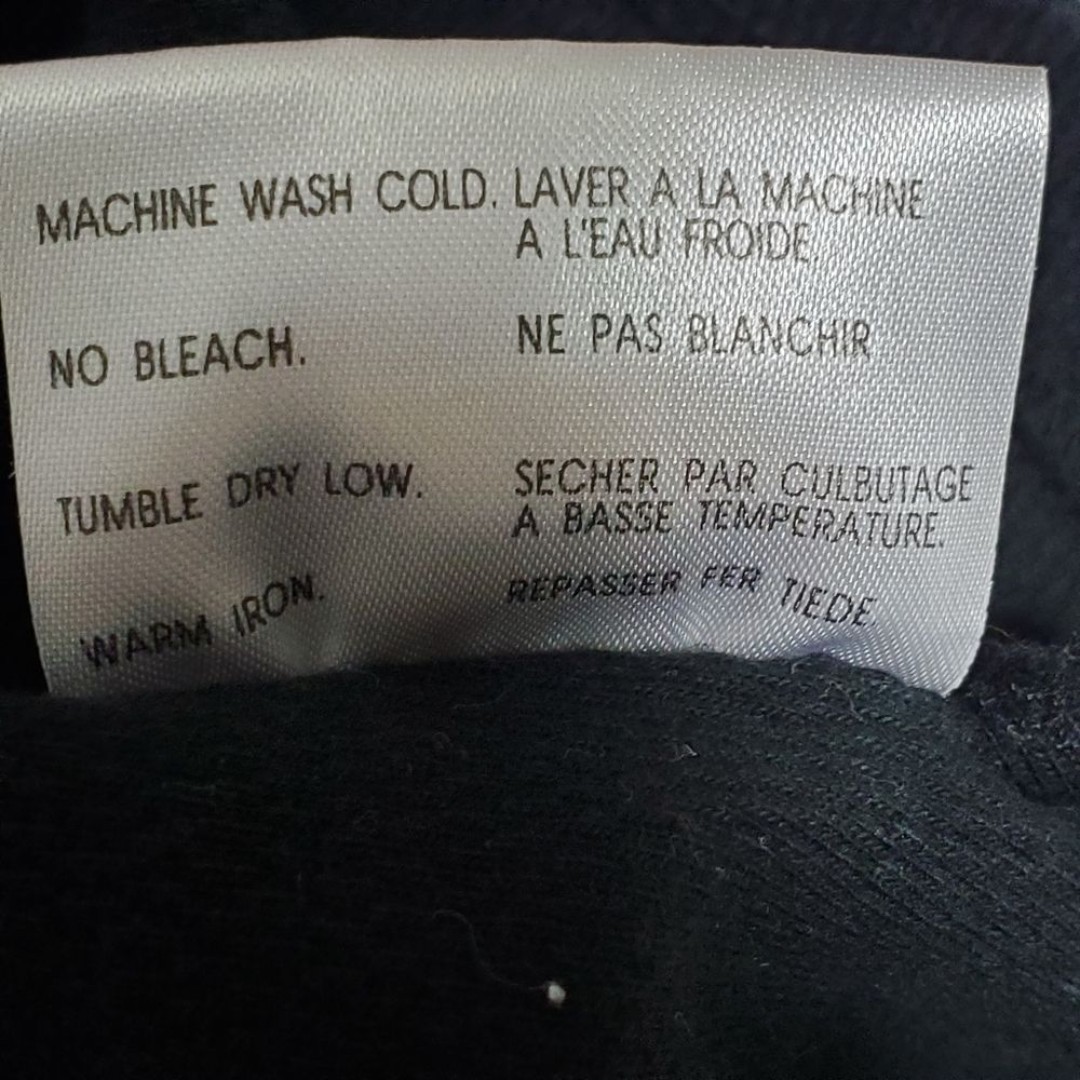 MACHINE WASH COLD. LAVER A LA MACHINE
A L'EAU FROIDE.
NO BLEACH. NE PAS BLANCHIR
TUMBLE DRY LOW. SECHER PAR CULBUTAGE
A BASSE TEMPERATURE.
WARM IRON. REPASSER FER TIEDE